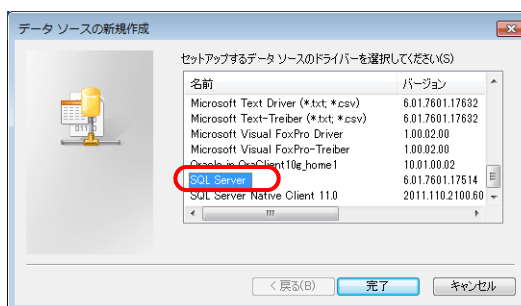 データ ソースの新規作成
セットアップするデータ ソースのドライバーを選択してください(S)
名前 バージョン
Microsoft Text Driver (*.txt; *.csv) 6.01.7601.17632
Microsoft Text-Treiber (*.txt; *.csv) 6.01.7601.17632
Microsoft Visual FoxPro Driver 1.00.02.00
Microsoft Visual FoxPro-Treiber 1.00.02.00
Oracle in OraClient10g_home1 10.01.00.02
SQL Server 6.01.7601.17514
SQL Server Native Client 11.0 2011.110.2100.60
< 戻る(B) 完了 キャンセル